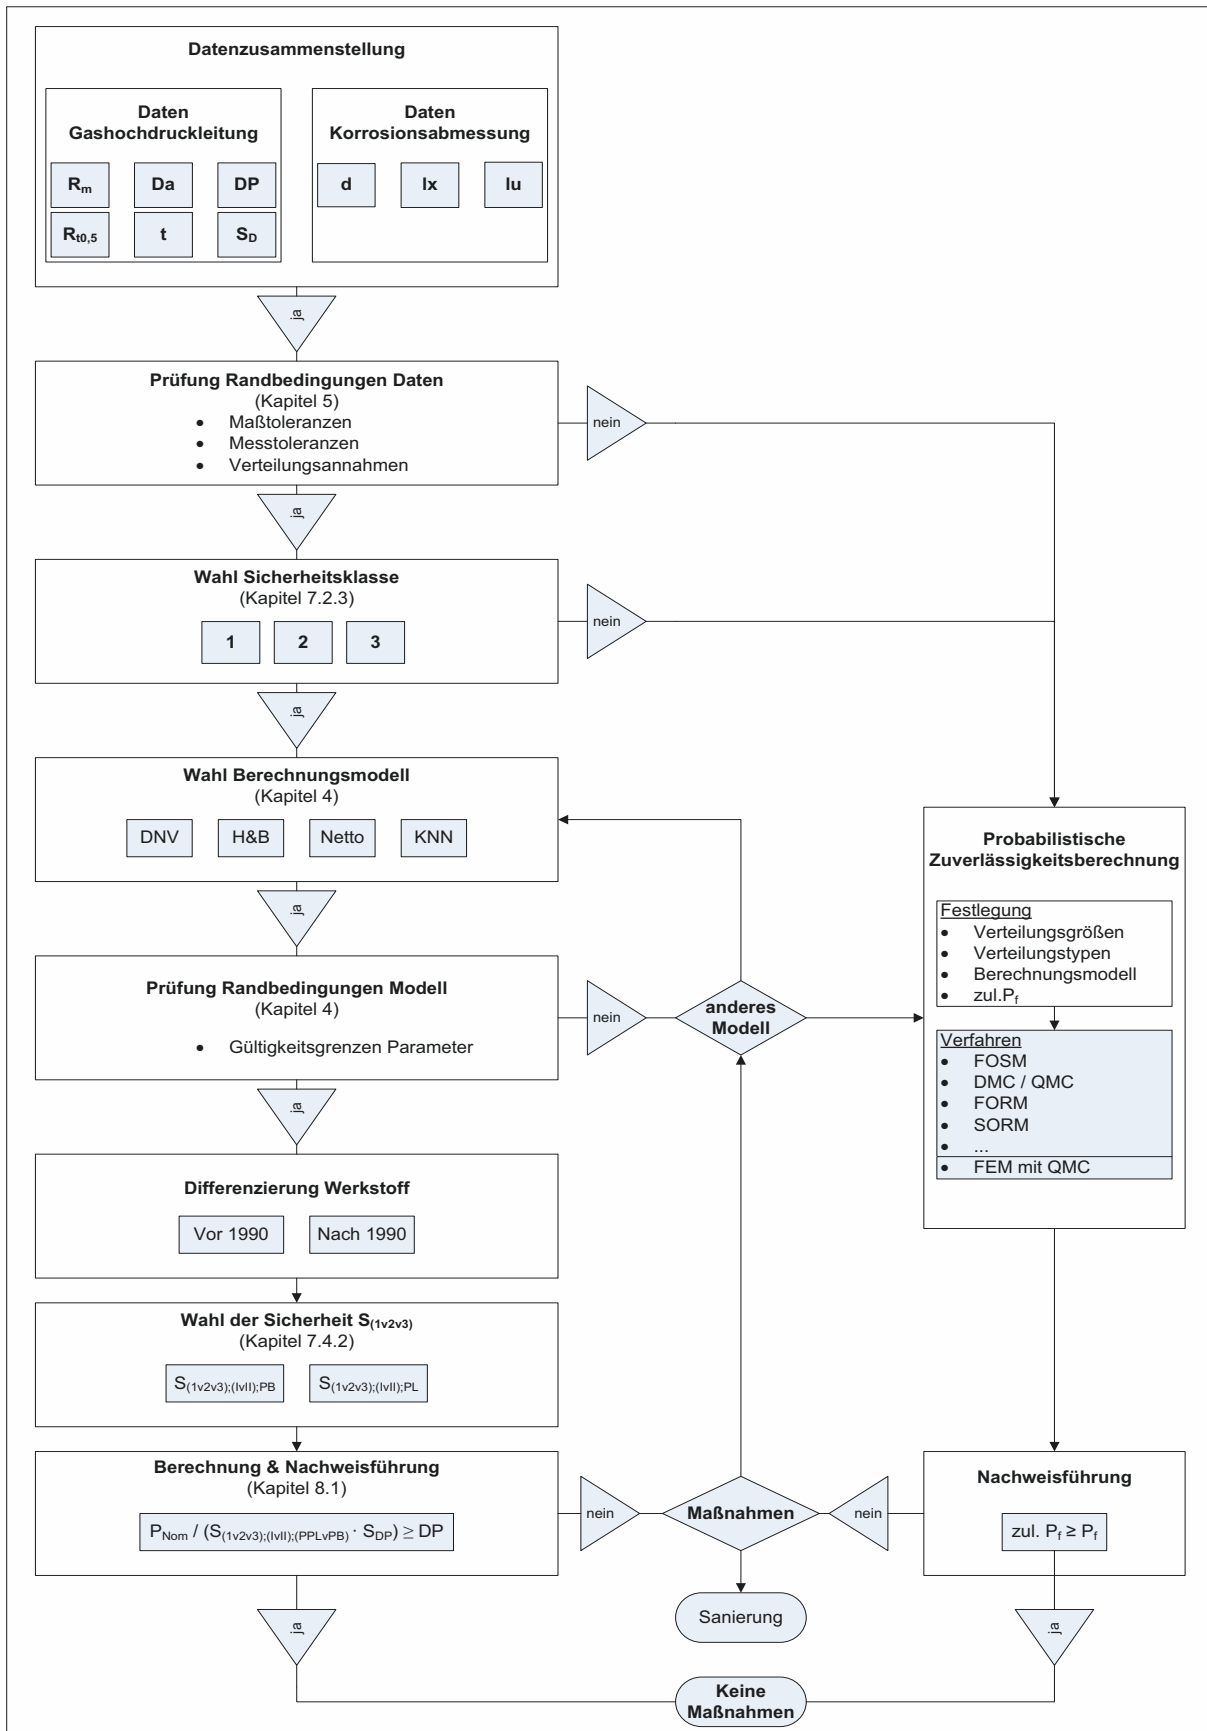 Datenzusammenstellung
Daten
Gashochdruckleitung
Rm
Da
DP
Rt0,5
t
SD
Daten
Korrosionsabmessung
d
lx
lu
ja
Prüfung Randbedingungen Daten
(Kapitel 5)
• Maßtoleranzen
• Messtoleranzen
• Verteilungsannahmen
nein
ja
Wahl Sicherheitsklasse
(Kapitel 7.2.3)
1
2
3
nein
ja
Wahl Berechnungsmodell
(Kapitel 4)
DNV
H&B
Netto
KNN
ja
Prüfung Randbedingungen Modell
(Kapitel 4)
• Gültigkeitsgrenzen Parameter
nein
anderes
Modell
ja
Probabilistische
Zuverlässigkeitsberechnung
Festlegung
• Verteilungsgrößen
• Verteilungstypen
• Berechnungsmodell
• zul.Pf
Verfahren
• FOSM
• DMC / QMC
• FORM
• SORM
• ...
• FEM mit QMC
Differenzierung Werkstoff
Vor 1990
Nach 1990
Wahl der Sicherheit S(1v2v3)
(Kapitel 7.4.2)
S(1v2v3);(IvII);PB
S(1v2v3);(IvII);PL
Berechnung & Nachweisführung
(Kapitel 8.1)
PNom / (S(1v2v3);(IvII);(PPLvPB) · SDP) ≥ DP
nein
Maßnahmen
nein
Nachweisführung
zul. Pf ≥ Pf
Sanierung
ja
ja
Keine
Maßnahmen